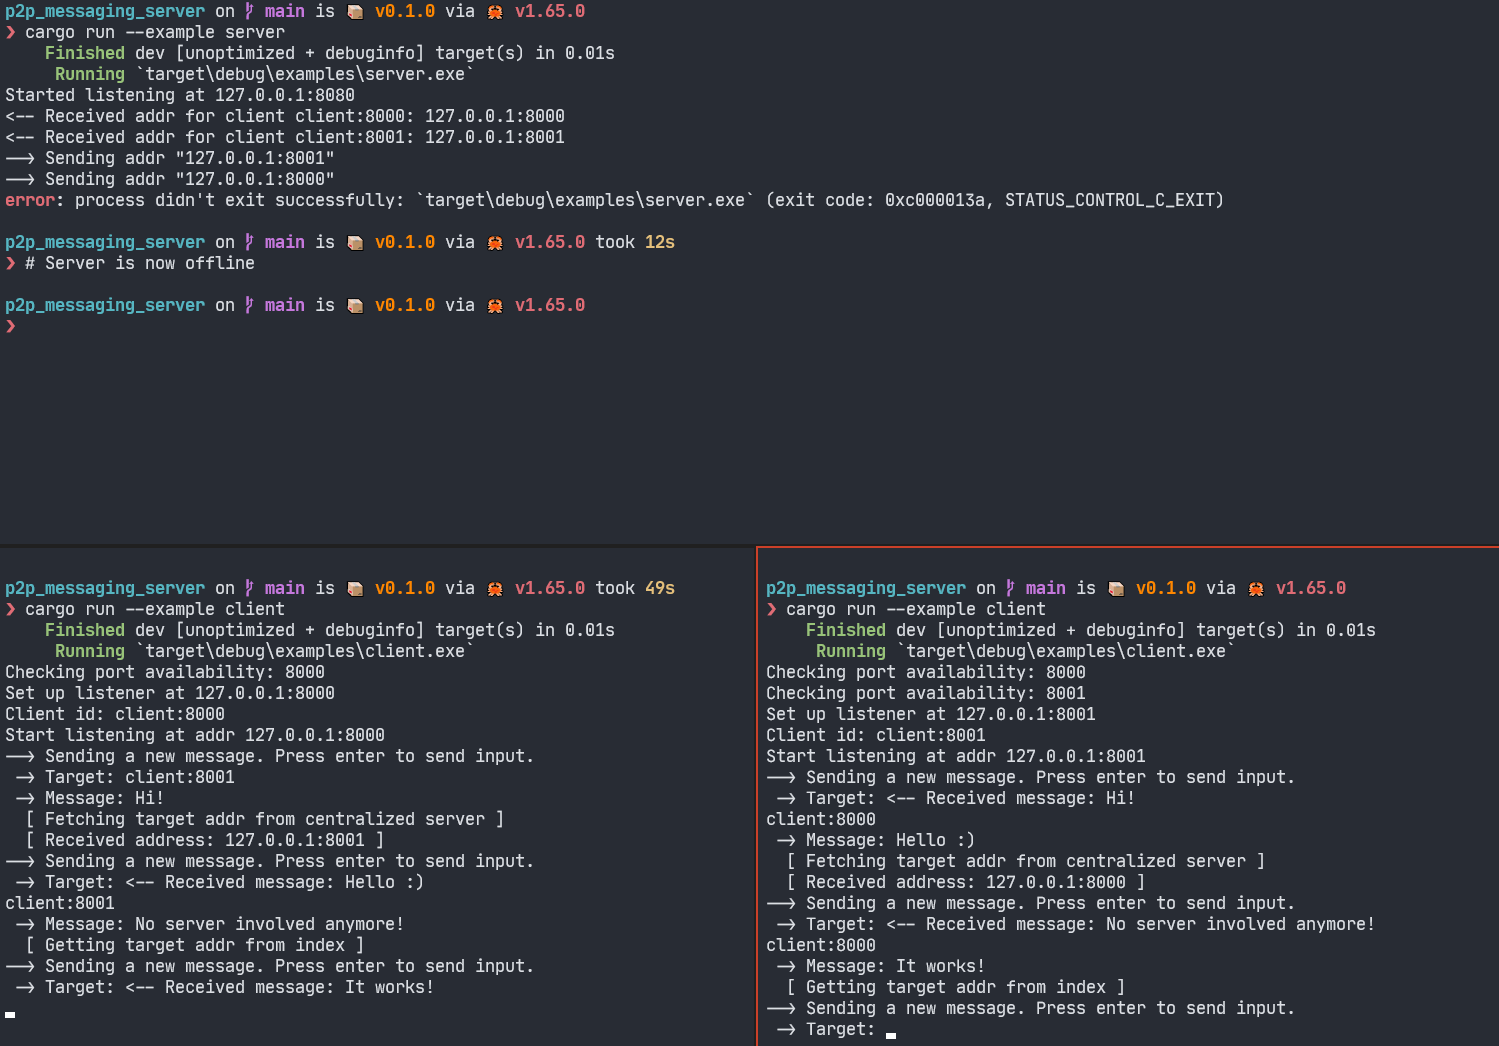 p2p_messaging_server on main is 📦 v0.1.0 via 🦀 v1.65.0
❯ cargo run --example server
    Finished dev [unoptimized + debuginfo] target(s) in 0.01s
     Running `target\debug\examples\server.exe`
Started listening at 127.0.0.1:8080
<-- Received addr for client client:8000: 127.0.0.1:8000
<-- Received addr for client client:8001: 127.0.0.1:8001
--> Sending addr "127.0.0.1:8001"
--> Sending addr "127.0.0.1:8000"
error: process didn't exit successfully: `target\debug\examples\server.exe` (exit code: 0xc000013a, STATUS_CONTROL_C_EXIT)
p2p_messaging_server on main is 📦 v0.1.0 via 🦀 v1.65.0 took 12s
❯ # Server is now offline
p2p_messaging_server on main is 📦 v0.1.0 via 🦀 v1.65.0
❯
p2p_messaging_server on main is 📦 v0.1.0 via 🦀 v1.65.0 took 49s
❯ cargo run --example client
    Finished dev [unoptimized + debuginfo] target(s) in 0.01s
     Running `target\debug\examples\client.exe`
Checking port availability: 8000
Set up listener at 127.0.0.1:8000
Client id: client:8000
Start listening at addr 127.0.0.1:8000
--> Sending a new message. Press enter to send input.
 -> Target: client:8001
 -> Message: Hi!
  [ Fetching target addr from centralized server ]
  [ Received address: 127.0.0.1:8001 ]
--> Sending a new message. Press enter to send input.
 -> Target: <-- Received message: Hello :)
client:8001
 -> Message: No server involved anymore!
  [ Getting target addr from index ]
--> Sending a new message. Press enter to send input.
 -> Target: <-- Received message: It works!
p2p_messaging_server on main is 📦 v0.1.0 via 🦀 v1.65.0
❯ cargo run --example client
    Finished dev [unoptimized + debuginfo] target(s) in 0.01s
     Running `target\debug\examples\client.exe`
Checking port availability: 8000
Checking port availability: 8001
Set up listener at 127.0.0.1:8001
Client id: client:8001
Start listening at addr 127.0.0.1:8001
--> Sending a new message. Press enter to send input.
 -> Target: <-- Received message: Hi!
client:8000
 -> Message: Hello :)
  [ Fetching target addr from centralized server ]
  [ Received address: 127.0.0.1:8000 ]
--> Sending a new message. Press enter to send input.
 -> Target: <-- Received message: No server involved anymore!
client:8000
 -> Message: It works!
  [ Getting target addr from index ]
--> Sending a new message. Press enter to send input.
 -> Target: